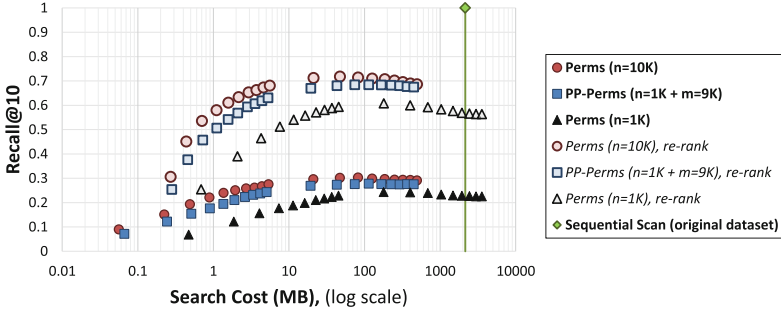 1
0.9
0.8
0.7
0.6
0.5
0.4
0.3
0.2
0.1
0
Recall@10
0.01
0.1
1
10
100
1000
10000
Search Cost (MB), (log scale)
Perms (n=10K)
PP-Perms (n=1K + m=9K)
Perms (n=1K)
Perms (n=10K), re-rank
PP-Perms (n=1K + m=9K), re-rank
Perms (n=1K), re-rank
Sequential Scan (original dataset)